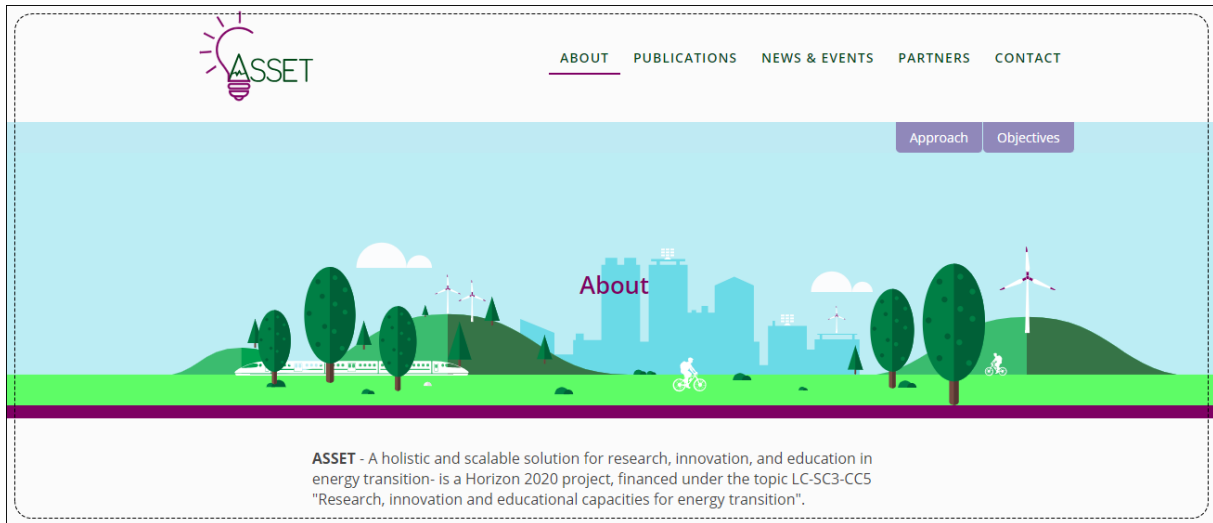 ASSET
ABOUT PUBLICATIONS NEWS & EVENTS PARTNERS CONTACT
Approach Objectives
About
ASSET - A holistic and scalable solution for research, innovation, and education in
energy transition- is a Horizon 2020 project, financed under the topic LC-SC3-CC5
"Research, innovation and educational capacities for energy transition".